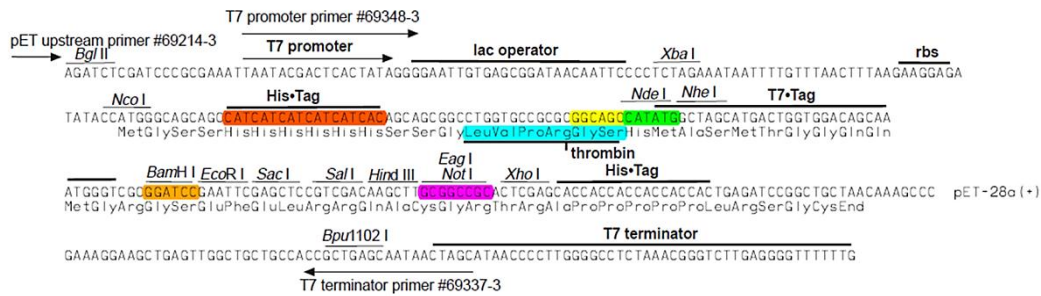 T7 promoter primer #69348-3
pET upstream primer #69214-3
Bgl II T7 promoter lac operator Xba I rbs
AGATCTCGATCCCGCGAAATTAATACGACTCACTATAGGGGAATTGTGAGCGGATAACAATTCCCCTCTAGAAATAATTTTGTTTAACTTTAAGAAGGAGA
Nco I His•Tag Nde I Nhe I T7•Tag
TATACCATGGGCAGCAGCCATCATCATCATCATCACAGCAGCGGCCTGGTGCCGCGCGGCAGCCATATGGCTAGCATGACTGGTGGACAGCAA
MetGlySerSerHisHisHisHisHisHisSerSerGlyLeuValProArgGlySerHisMetAlaSerMetThrGlyGlyGlnGln
thrombin
Eag I
BamH I EcoR I Sac I Sal I Hind III Not I Xho I His•Tag
ATGGGTCGCGGATCCGAATTCGAGCTCCGTCGACAAGCTTGCGGCCGCACTCGAGCACCACCACCACCACCACTGAGATCCGGCTGCTAACAAAGCCC pET-28a(+)
MetGlyArgGlySerGluPheGluLeuArgArgGlnAlaCysGlyArgThrArgAlaProProProProProProLeuArgSerGlyCysEnd
Bpu1102 I T7 terminator
GAAAGGAAGCTGAGTTGGCTGCTGCCACCGCTGAGCAATAACTAGCATAACCCCTTGGGGCCTCTAAACGGGTCTTGAGGGGTTTTTTG
T7 terminator primer #69337-3